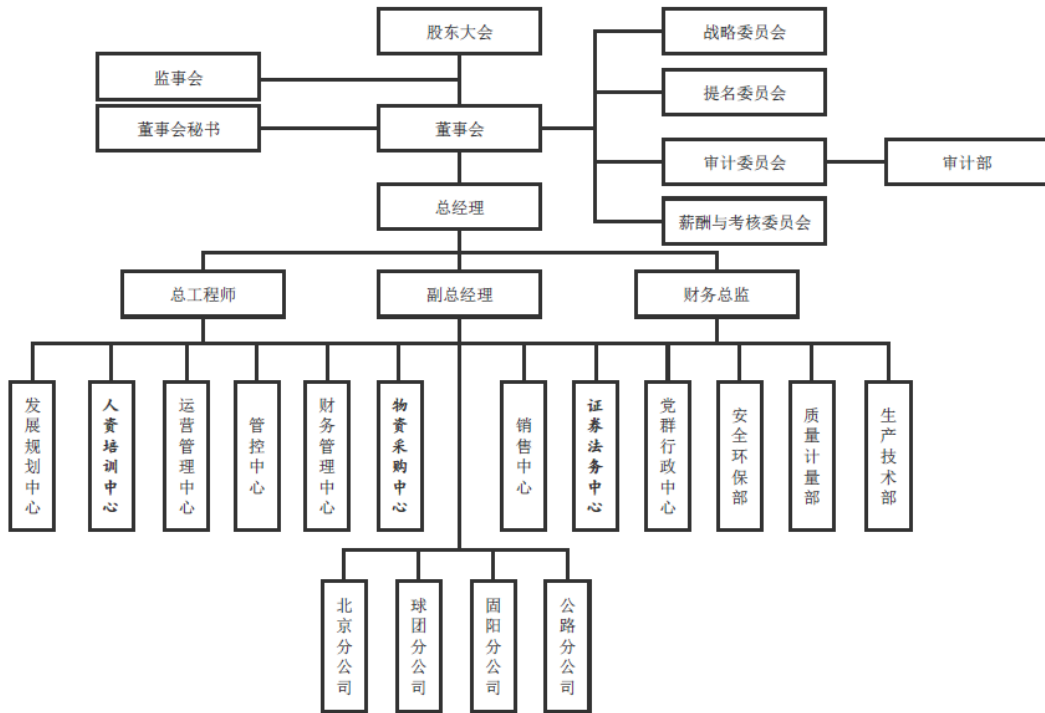 股东大会
战略委员会
监事会
提名委员会
董事会秘书
董事会
审计委员会
审计部
总经理
薪酬与考核委员会
总工程师
副总经理
财务总监
发展规划中心
人资培训中心
运营管理中心
管控中心
财务管理中心
物资采购中心
销售中心
证券法务中心
党群行政中心
安全环保部
质量计量部
生产技术部
北京分公司
球团分公司
固阳分公司
公路分公司